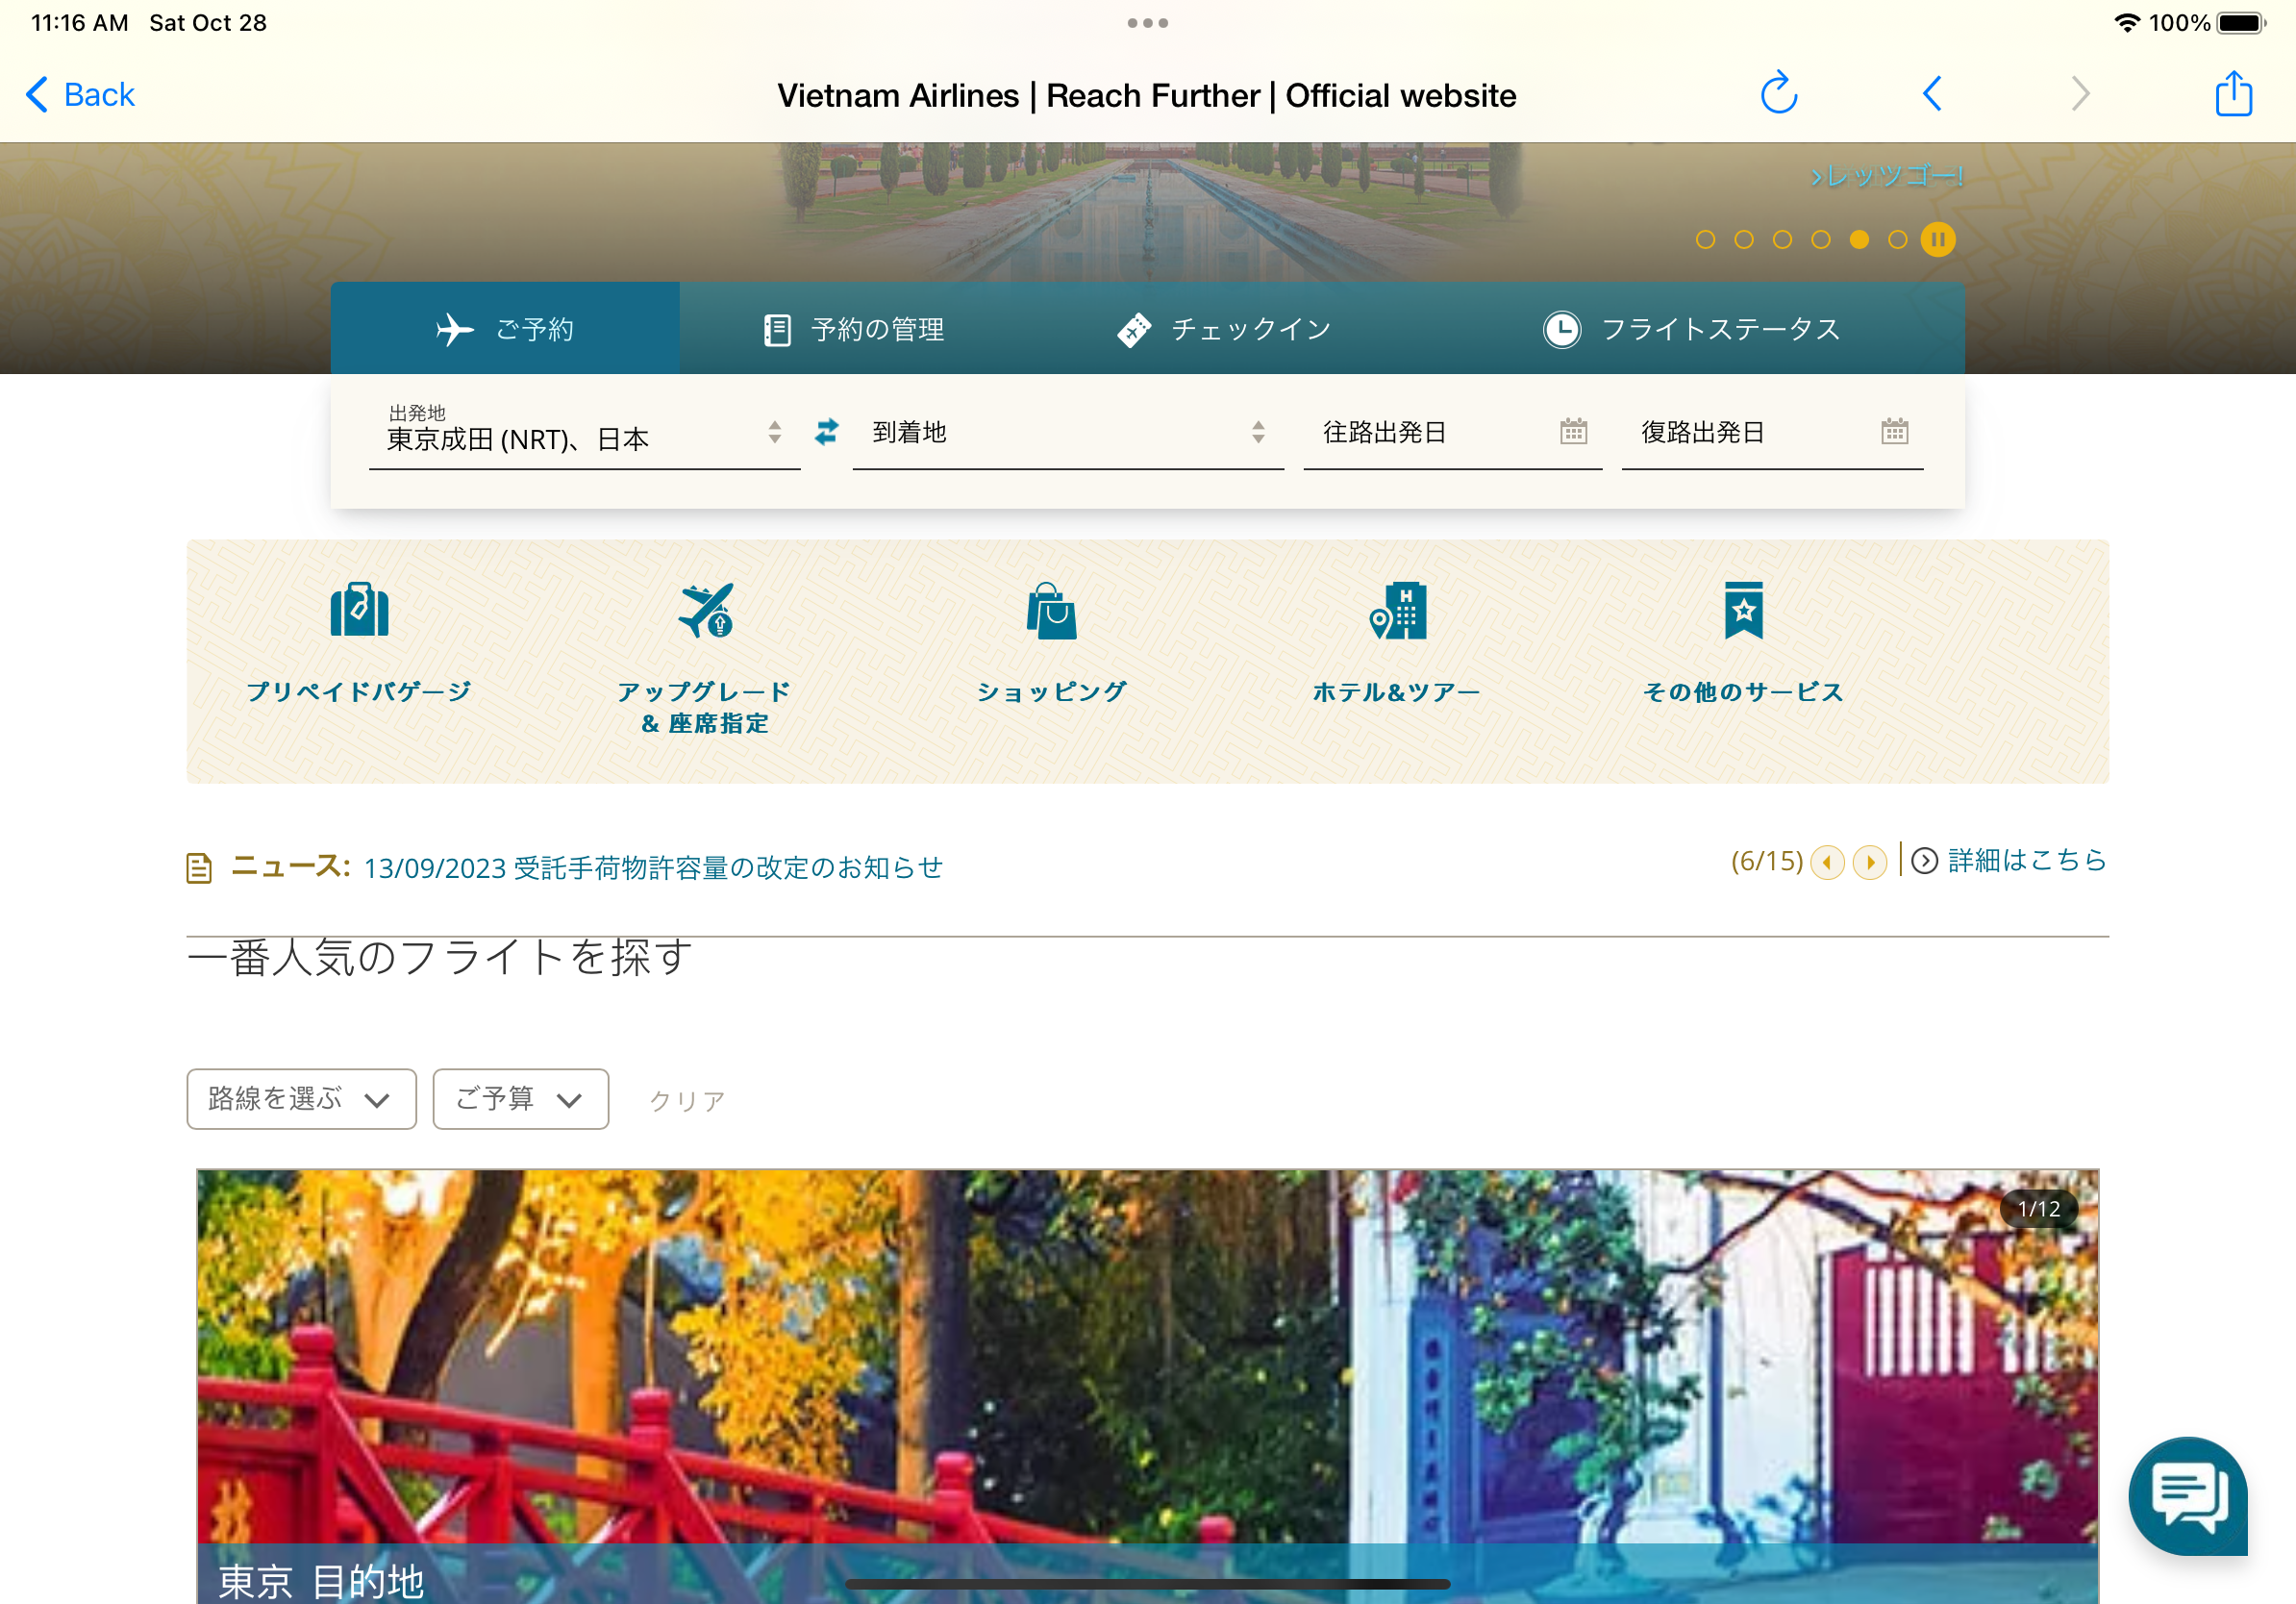 11:16 AM Sat Oct 28
100%
Back
Vietnam Airlines | Reach Further | Official website
>レッツゴー!
ご予約
予約の管理
チェックイン
フライトステータス
出発地
東京成田 (NRT)、日本
到着地
往路出発日
復路出発日
プリペイドバゲージ
アップグレード
& 座席指定
ショッピング
ホテル&ツアー
その他のサービス
ニュース: 13/09/2023 受託手荷物許容量の改定のお知らせ
(6/15)
詳細はこちら
一番人気のフライトを探す
路線を選ぶ
ご予算
クリア
1/12
東京 目的地